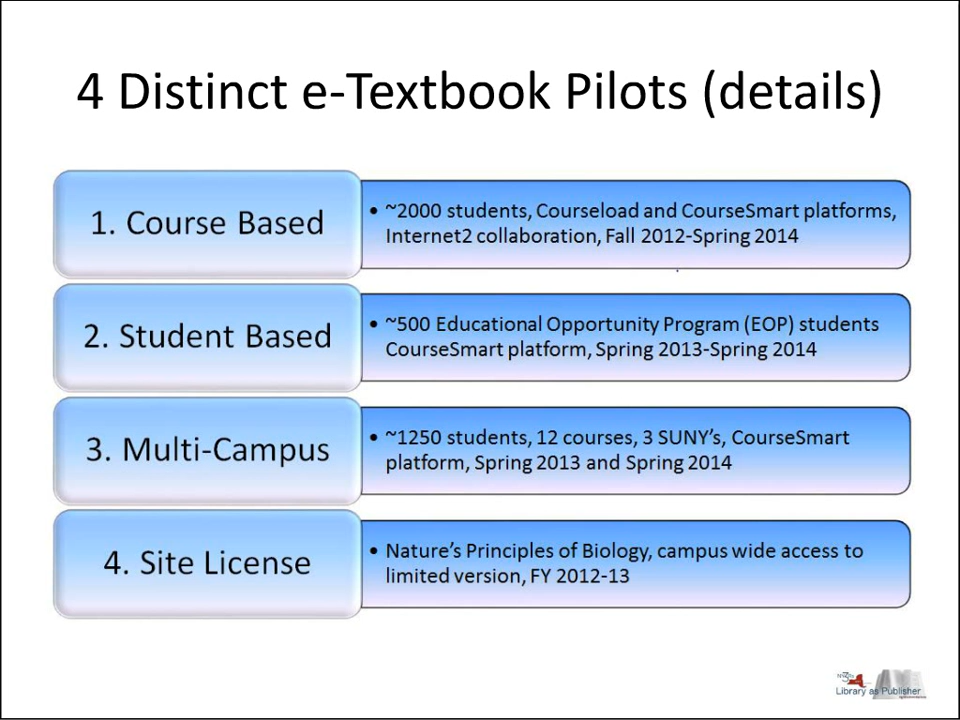 4 Distinct e-Textbook Pilots (details)
1. Course Based
• ~2000 students, Courseload and CourseSmart platforms,
Internet2 collaboration, Fall 2012-Spring 2014
2. Student Based
• ~500 Educational Opportunity Program (EOP) students
CourseSmart platform, Spring 2013-Spring 2014
3. Multi-Campus
• ~1250 students, 12 courses, 3 SUNY’s, CourseSmart
platform, Spring 2013 and Spring 2014
4. Site License
• Nature’s Principles of Biology, campus wide access to
limited version, FY 2012-13
Library as Publisher